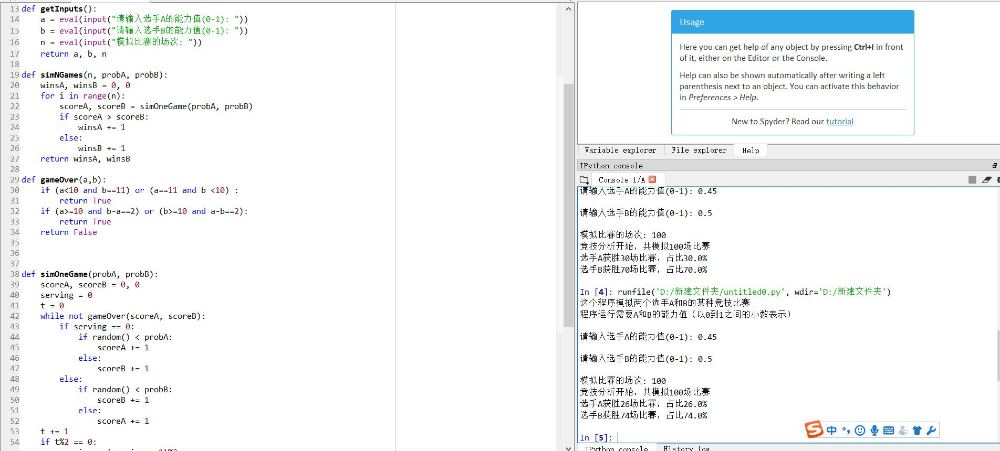 13 def getInputs():
14     a = eval(input("请输入选手A的能力值(0-1): "))
15     b = eval(input("请输入选手B的能力值(0-1): "))
16     n = eval(input("模拟比赛的场次: "))
17     return a, b, n
18
19 def simNGames(n, probA, probB):
20     winsA, winsB = 0, 0
21     for i in range(n):
22         scoreA, scoreB = simOneGame(probA, probB)
23         if scoreA > scoreB:
24             winsA += 1
25         else:
26             winsB += 1
27     return winsA, winsB
28
29 def gameOver(a,b):
30     if (a<10 and b==11) or (a==11 and b <10) :
31         return True
32     if (a>=10 and b-a==2) or (b>=10 and a-b==2):
33         return True
34     return False
35
36
37
38 def simOneGame(probA, probB):
39     scoreA, scoreB = 0, 0
40     serving = 0
41     t = 0
42     while not gameOver(scoreA, scoreB):
43         if serving == 0:
44             if random() < probA:
45                 scoreA += 1
46             else:
47                 scoreB += 1
48         else:
49             if random() < probB:
50                 scoreB += 1
51             else:
52                 scoreA += 1
53     t += 1
54     if t%2 == 0:
Usage
Here you can get help of any object by pressing Ctrl+I in front
of it, either on the Editor or the Console.
Help can also be shown automatically after writing a left
parenthesis next to an object. You can activate this behavior
in Preferences > Help.
New to Spyder? Read our tutorial
Variable explorer File explorer Help
IPython console
Console 1/A
请输入选手A的能力值(0-1): 0.45
请输入选手B的能力值(0-1): 0.5
模拟比赛的场次: 100
竞技分析开始，共模拟100场比赛
选手A获胜30场比赛，占比30.0%
选手B获胜70场比赛，占比70.0%
In [4]: runfile('D:/新建文件夹/untitled0.py', wdir='D:/新建文件夹')
这个程序模拟两个选手A和B的某种竞技比赛
程序运行需要A和B的能力值（以0到1之间的小数表示）
请输入选手A的能力值(0-1): 0.45
请输入选手B的能力值(0-1): 0.5
模拟比赛的场次: 100
竞技分析开始，共模拟100场比赛
选手A获胜26场比赛，占比26.0%
选手B获胜74场比赛，占比74.0%
In [5]:
S 中
IPython console History log